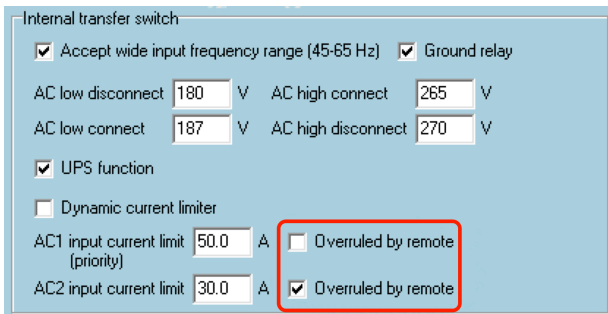 Internal transfer switch
Accept wide input frequency range (45-65 Hz) Ground relay
AC low disconnect 180 V AC high connect 265 V
AC low connect 187 V AC high disconnect 270 V
UPS function
Dynamic current limiter
AC1 input current limit 50.0 A Overruled by remote
(priority)
AC2 input current limit 30.0 A Overruled by remote